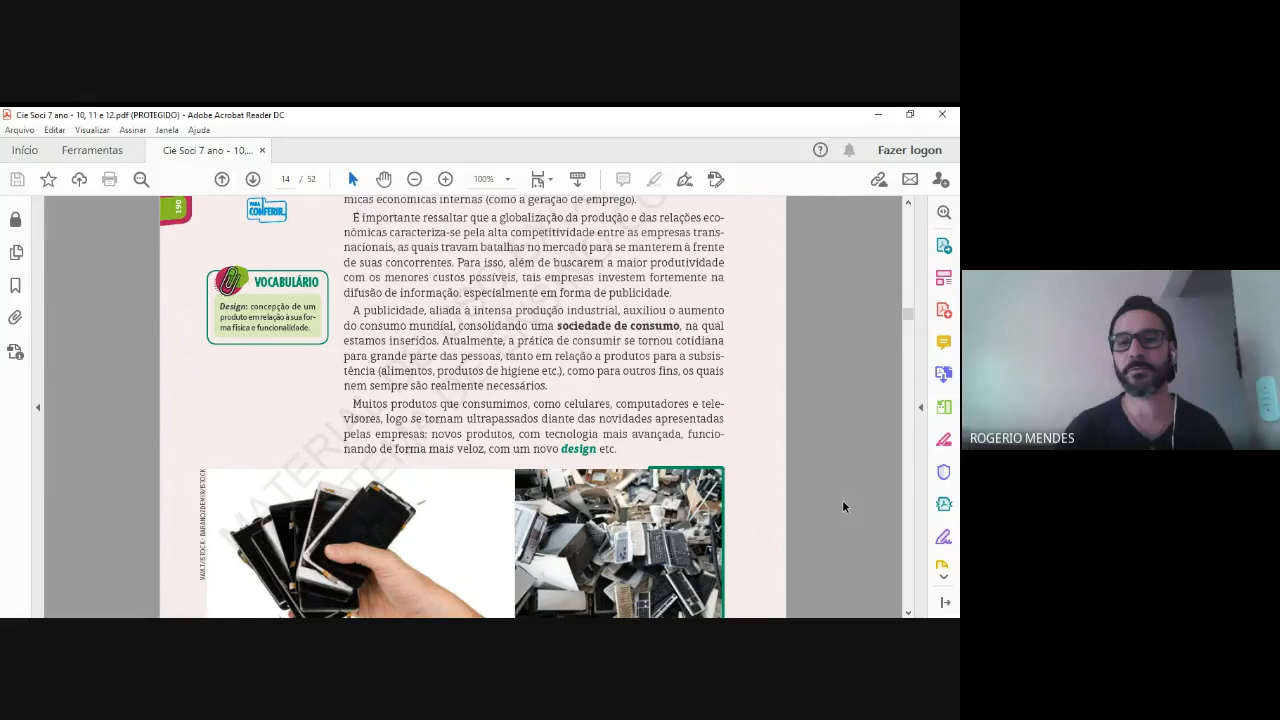 Cie Soci 7 ano - 10, 11 e 12.pdf (PROTEGIDO) - Adobe Acrobat Reader DC
Arquivo Editar Visualizar Assinar Janela Ajuda
Início Ferramentas Cie Soci 7 ano - 10,... × Fazer logon
14 / 52 100%
190
PARA CONFERIR
micas econômicas internas (como a geração de emprego).
É importante ressaltar que a globalização da produção e das relações eco-
nômicas caracteriza-se pela alta competitividade entre as empresas trans-
nacionais, as quais travam batalhas no mercado para se manterem à frente
de suas concorrentes. Para isso, além de buscarem a maior produtividade
com os menores custos possíveis, tais empresas investem fortemente na
difusão de informação, especialmente em forma de publicidade.
VOCABULÁRIO
Design: concepção de um
produto em relação à sua for-
ma física e funcionalidade.
A publicidade, aliada à intensa produção industrial, auxiliou o aumento
do consumo mundial, consolidando uma sociedade de consumo, na qual
estamos inseridos. Atualmente, a prática de consumir se tornou cotidiana
para grande parte das pessoas, tanto em relação a produtos para a subsis-
tência (alimentos, produtos de higiene etc.), como para outros fins, os quais
nem sempre são realmente necessários.
Muitos produtos que consumimos, como celulares, computadores e tele-
visores, logo se tornam ultrapassados diante das novidades apresentadas
pelas empresas: novos produtos, com tecnologia mais avançada, funcio-
nando de forma mais veloz, com um novo design etc.
ROGERIO MENDES